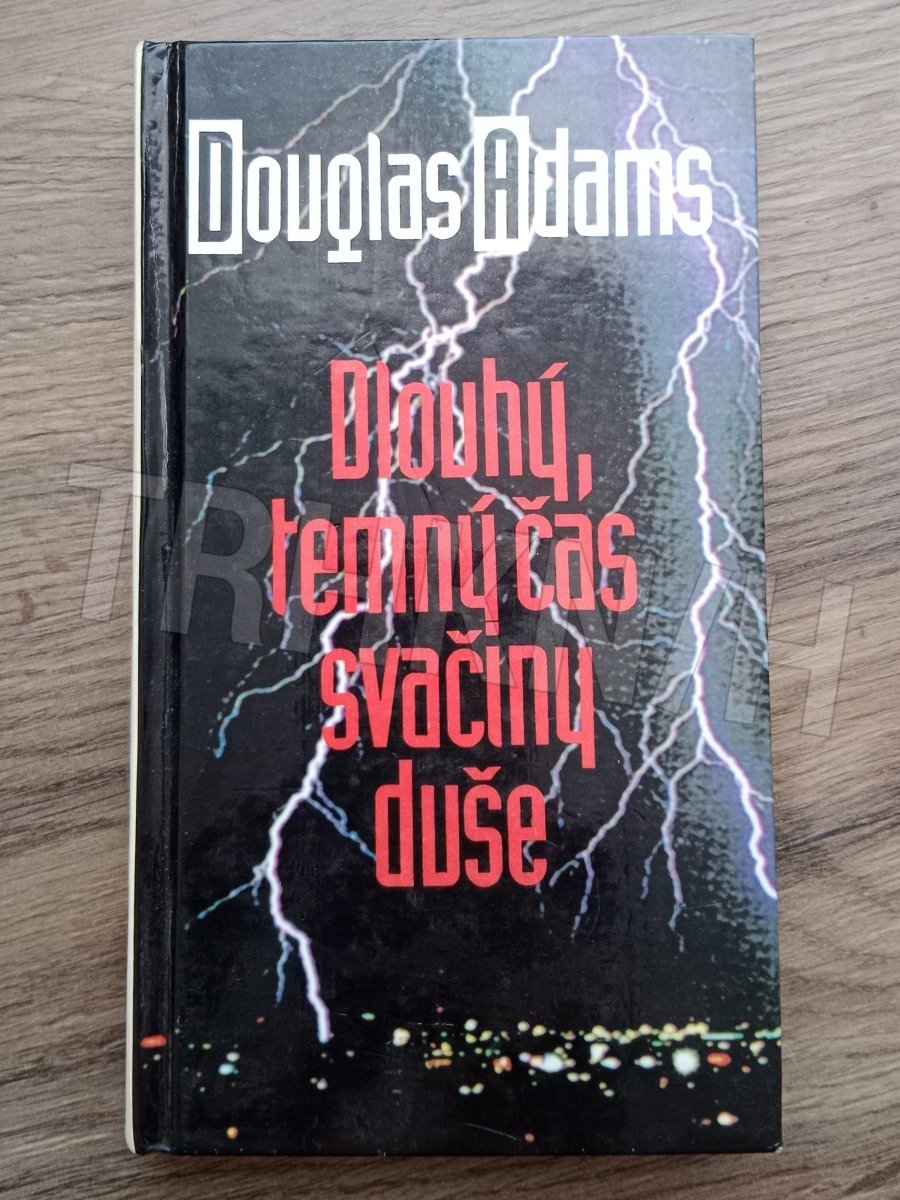 Douglas Adams
Dlouhý,
temný čas
svačiny
duše